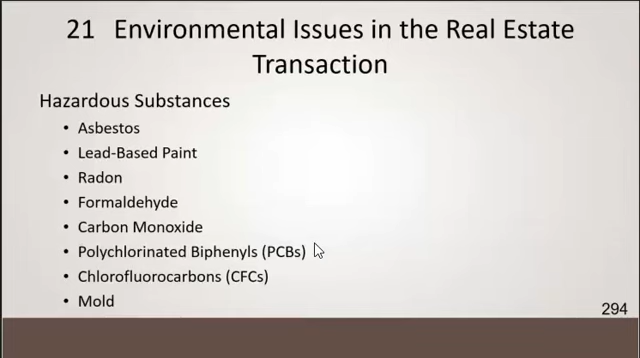 21 Environmental Issues in the Real Estate
Transaction
Hazardous Substances
• Asbestos
• Lead-Based Paint
• Radon
• Formaldehyde
• Carbon Monoxide
• Polychlorinated Biphenyls (PCBs)
• Chlorofluorocarbons (CFCs)
• Mold
294